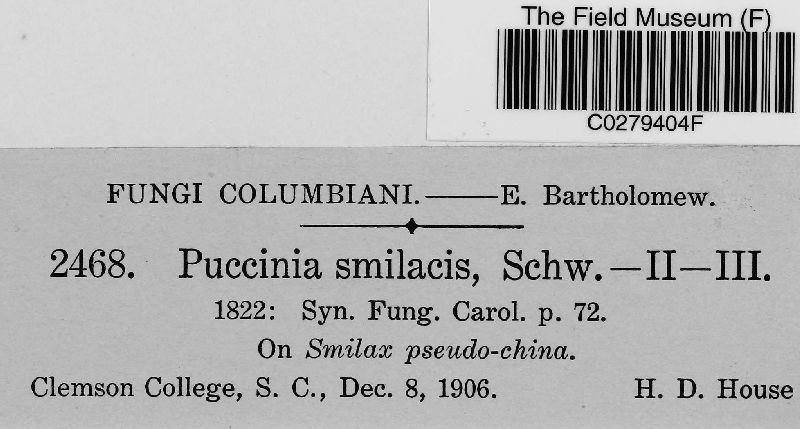 The Field Museum (F)
C0279404F
FUNGI COLUMBIANI.——E. Bartholomew.
2468. Puccinia smilacis, Schw.—II—III.
1822: Syn. Fung. Carol. p. 72.
On Smilax pseudo-china.
Clemson College, S. C., Dec. 8, 1906. H. D. House